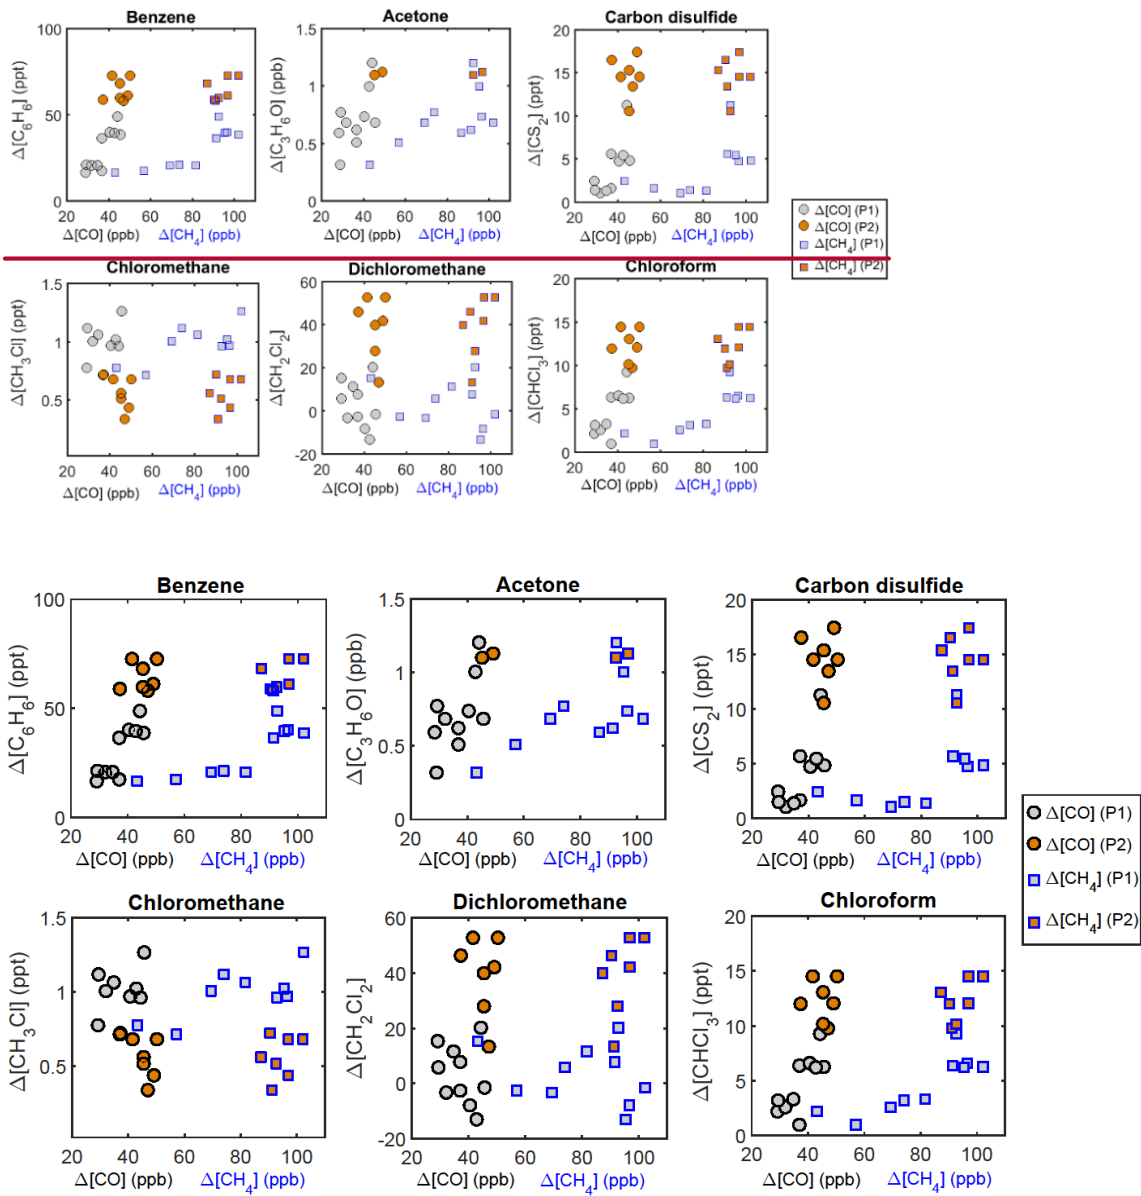 Benzene Acetone Carbon disulfide
100 1.5 20
15
1
50 10
0.5
5
0 0 0
Δ[C6H6] (ppt) Δ[C3H6O] (ppb) Δ[CS2] (ppt)
20 40 60 80 100 20 40 60 80 100 20 40 60 80 100
Δ[CO] (ppb) Δ[CH4] (ppb) Δ[CO] (ppb) Δ[CH4] (ppb) Δ[CO] (ppb) Δ[CH4] (ppb)
Δ[CO] (P1)
Δ[CO] (P2)
Δ[CH4] (P1)
Δ[CH4] (P2)
Chloromethane Dichloromethane Chloroform
1.5 60 20
40 15
1
20 10
0.5 0 5
-20 0
Δ[CH3Cl] (ppt) Δ[CH2Cl2] Δ[CHCl3] (ppt)
20 40 60 80 100 20 40 60 80 100 20 40 60 80 100
Δ[CO] (ppb) Δ[CH4] (ppb) Δ[CO] (ppb) Δ[CH4] (ppb) Δ[CO] (ppb) Δ[CH4] (ppb)
Benzene Acetone Carbon disulfide
100 1.5 20
15
1
50 10
0.5
5
0 0 0
Δ[C6H6] (ppt) Δ[C3H6O] (ppb) Δ[CS2] (ppt)
20 40 60 80 100 20 40 60 80 100 20 40 60 80 100
Δ[CO] (ppb) Δ[CH4] (ppb) Δ[CO] (ppb) Δ[CH4] (ppb) Δ[CO] (ppb) Δ[CH4] (ppb)
Δ[CO] (P1)
Δ[CO] (P2)
Δ[CH4] (P1)
Δ[CH4] (P2)
Chloromethane Dichloromethane Chloroform
1.5 60 20
40 15
1
20 10
0.5 0 5
-20 0
Δ[CH3Cl] (ppt) Δ[CH2Cl2] Δ[CHCl3] (ppt)
20 40 60 80 100 20 40 60 80 100 20 40 60 80 100
Δ[CO] (ppb) Δ[CH4] (ppb) Δ[CO] (ppb) Δ[CH4] (ppb) Δ[CO] (ppb) Δ[CH4] (ppb)